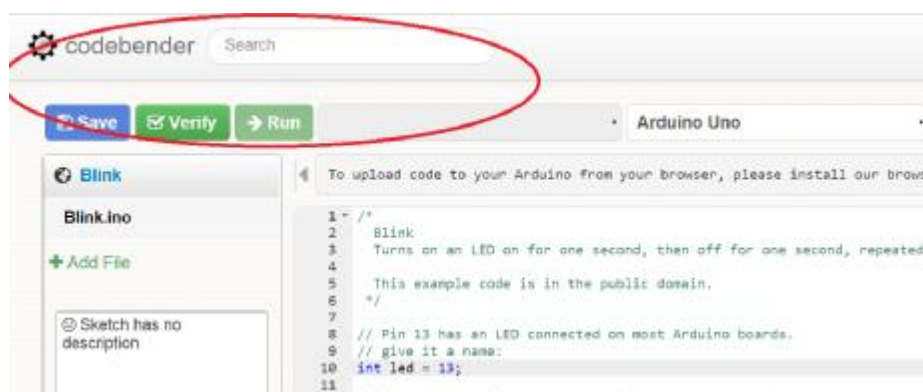 codebender Search
Save Verify Run Arduino Uno
Blink
To upload code to your Arduino from your browser, please install our brows
Blink.ino
Add File
Sketch has no
description
1 /*
2 Blink
3 Turns on an LED on for one second, then off for one second, repeated
4
5 This example code is in the public domain.
6 */
7
8 // Pin 13 has an LED connected on most Arduino boards.
9 // give it a name:
10 int led = 13;
11